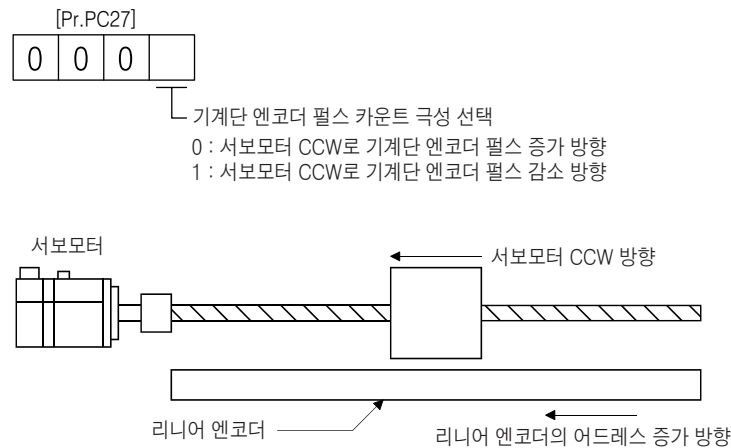 [Pr.PC27]
0 0 0
기계단 엔코더 펄스 카운트 극성 선택
0 : 서보모터 CCW로 기계단 엔코더 펄스 증가 방향
1 : 서보모터 CCW로 기계단 엔코더 펄스 감소 방향
서보모터
서보모터 CCW 방향
리니어 엔코더
리니어 엔코더의 어드레스 증가 방향